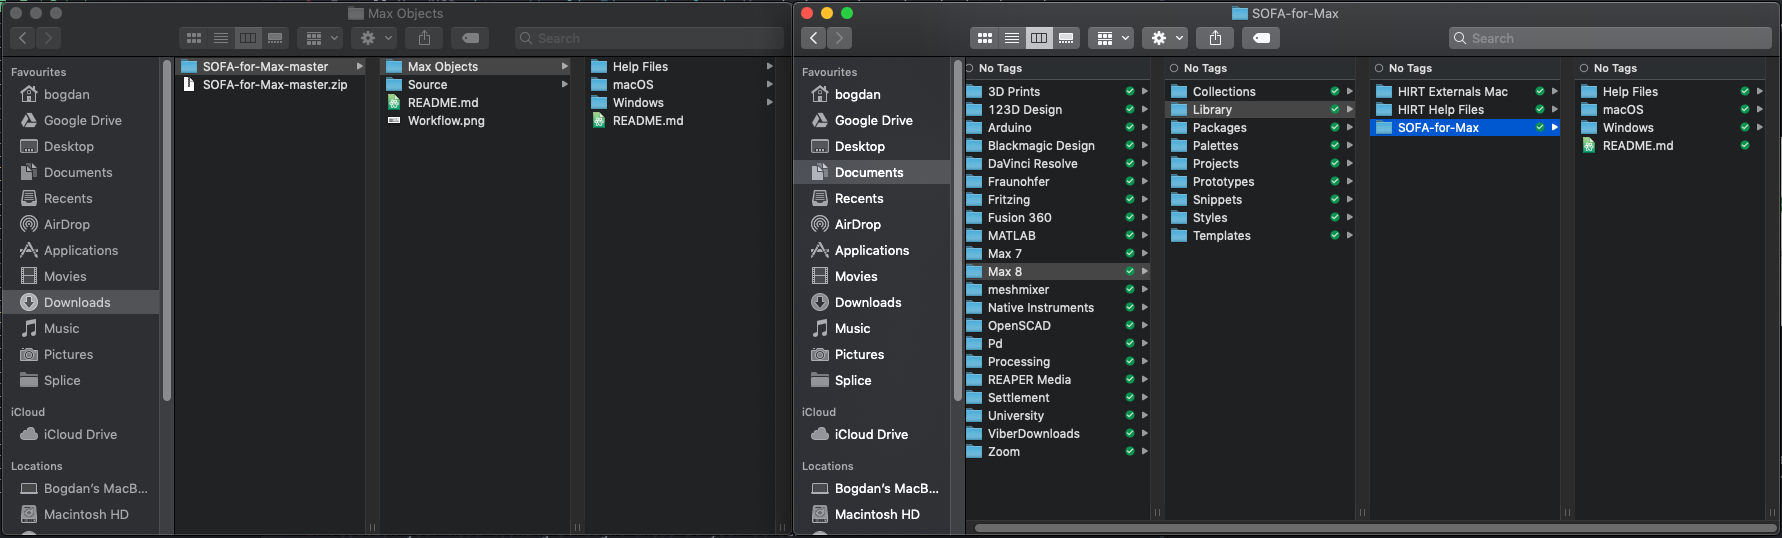 Max Objects
Search
Favourites
bogdan
Google Drive
Desktop
Documents
Recents
AirDrop
Applications
Movies
Downloads
Music
Pictures
Splice
iCloud
iCloud Drive
Locations
Bogdan's MacB...
Macintosh HD
SOFA-for-Max-master
SOFA-for-Max-master.zip
Max Objects
Source
README.md
Workflow.png
Help Files
macOS
Windows
README.md
SOFA-for-Max
Search
Favourites
bogdan
Google Drive
Desktop
Documents
Recents
AirDrop
Applications
Movies
Downloads
Music
Pictures
Splice
iCloud
iCloud Drive
Locations
Bogdan's MacB...
Macintosh HD
No Tags
3D Prints
123D Design
Arduino
Blackmagic Design
DaVinci Resolve
Fraunohfer
Fritzing
Fusion 360
MATLAB
Max 7
Max 8
meshmixer
Native Instruments
OpenSCAD
Pd
Processing
REAPER Media
Settlement
University
ViberDownloads
Zoom
No Tags
Collections
Library
Packages
Palettes
Projects
Prototypes
Snippets
Styles
Templates
No Tags
HIRT Externals Mac
HIRT Help Files
SOFA-for-Max
No Tags
Help Files
macOS
Windows
README.md